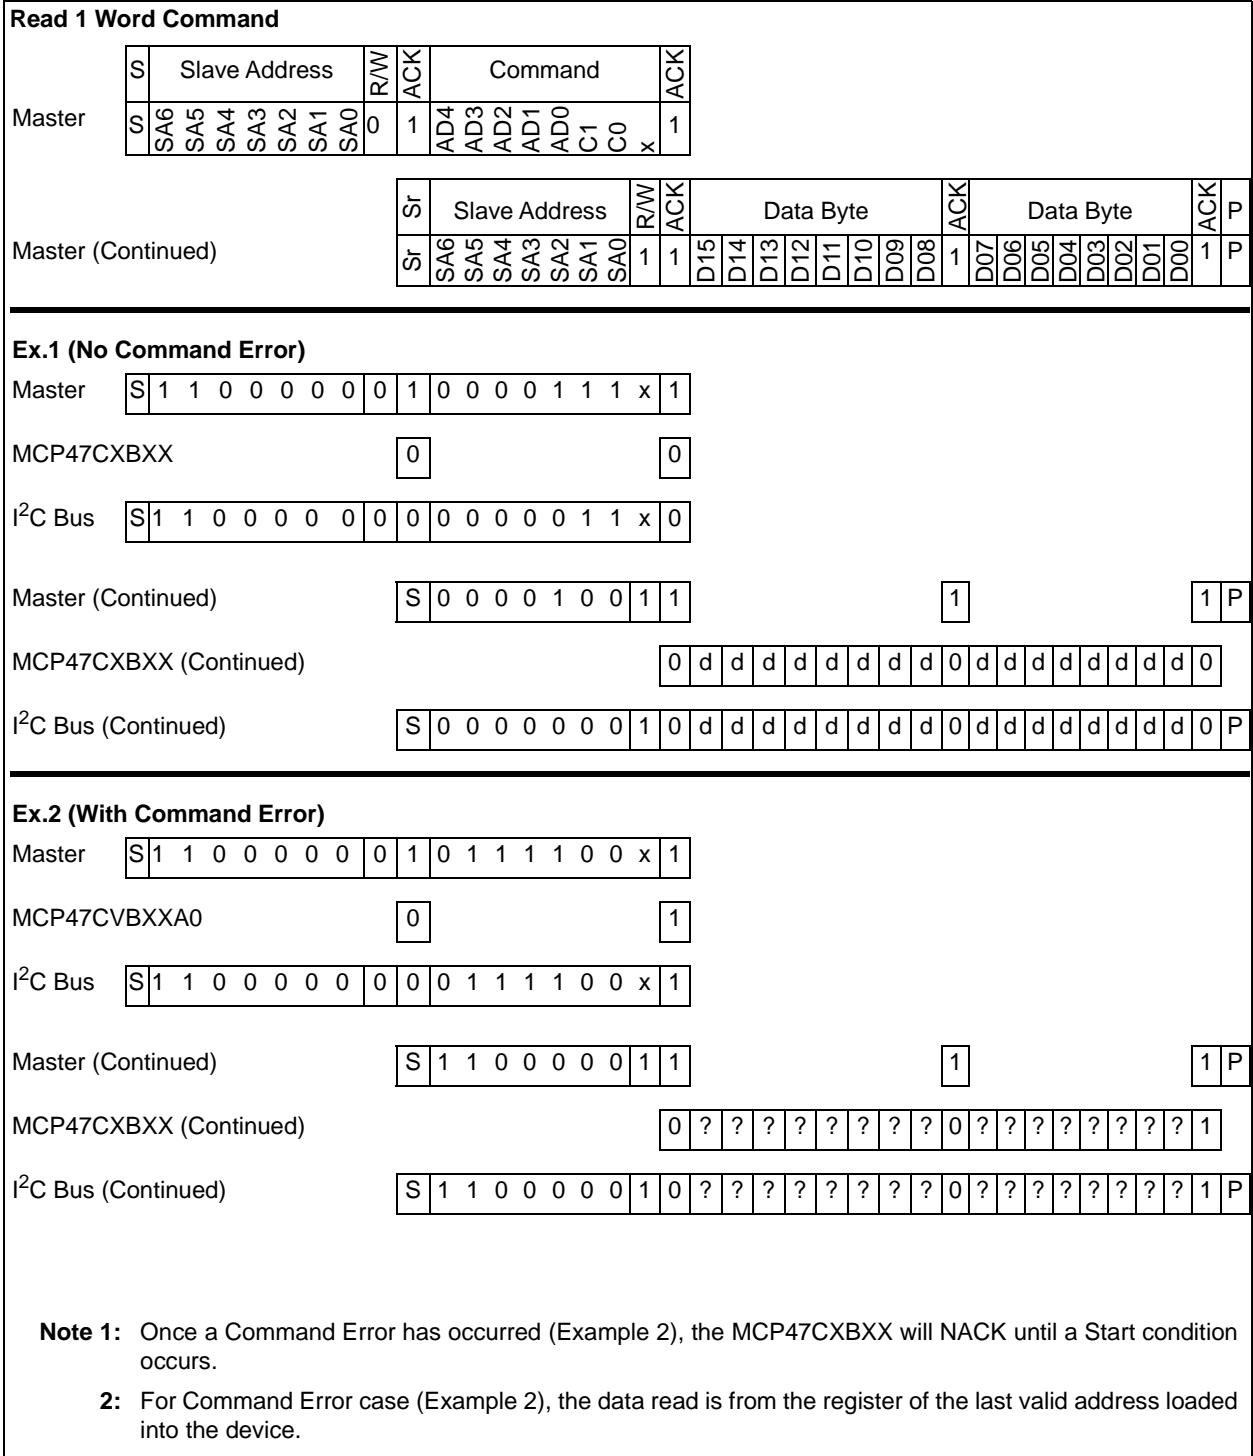 Read 1 Word Command
S Slave Address R/W ACK Command ACK
Master S SA6 SA5 SA4 SA3 SA2 SA1 SA0 0 1 AD4 AD3 AD2 AD1 AD0 C1 C0 x 1
Sr Slave Address R/W ACK Data Byte ACK Data Byte ACK P
Master (Continued) Sr SA6 SA5 SA4 SA3 SA2 SA1 SA0 1 1 D15 D14 D13 D12 D11 D10 D09 D08 1 D07 D06 D05 D04 D03 D02 D01 D00 1 P
Ex.1 (No Command Error)
Master S 1 1 0 0 0 0 0 0 1 0 0 0 0 1 1 1 x 1
MCP47CXBXX 0 0
I2C Bus S 1 1 0 0 0 0 0 0 0 0 0 0 0 0 1 1 x 0
Master (Continued) S 0 0 0 0 1 0 0 1 1 1 1 P
MCP47CXBXX (Continued) 0 d d d d d d d d 0 d d d d d d d d 0
I2C Bus (Continued) S 0 0 0 0 0 0 0 1 0 d d d d d d d d 0 d d d d d d d d 0 P
Ex.2 (With Command Error)
Master S 1 1 0 0 0 0 0 0 1 0 1 1 1 1 0 0 x 1
MCP47CVBXXA0 0 1
I2C Bus S 1 1 0 0 0 0 0 0 0 0 1 1 1 1 0 0 x 1
Master (Continued) S 1 1 0 0 0 0 0 1 1 1 1 P
MCP47CXBXX (Continued) 0 ? ? ? ? ? ? ? ? 0 ? ? ? ? ? ? ? ? 1
I2C Bus (Continued) S 1 1 0 0 0 0 0 1 0 ? ? ? ? ? ? ? ? 0 ? ? ? ? ? ? ? ? 1 P
Note 1: Once a Command Error has occurred (Example 2), the MCP47CXBXX will NACK until a Start condition
occurs.
2: For Command Error case (Example 2), the data read is from the register of the last valid address loaded
into the device.